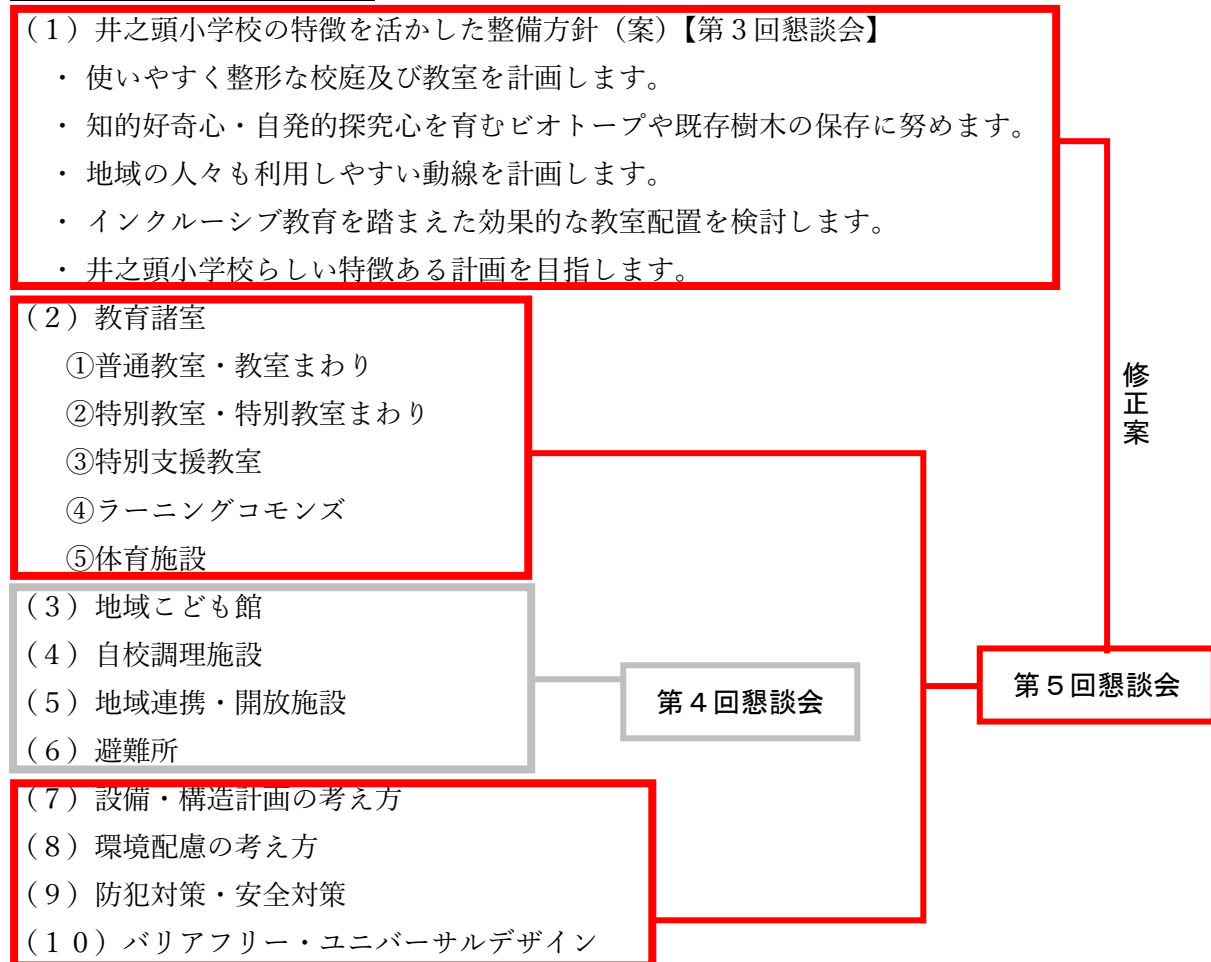 (1)井之頭小学校の特徴を活かした整備方針(案)【第3回懇談会】
・ 使いやすく整形な校庭及び教室を計画します。
・ 知的好奇心・自発的探究心を育むビオトープや既存樹木の保存に努めます。
・ 地域の人々も利用しやすい動線を計画します。
・ インクルーシブ教育を踏まえた効果的な教室配置を検討します。
・ 井之頭小学校らしい特徴ある計画を目指します。
(2)教育諸室
①普通教室・教室まわり
②特別教室・特別教室まわり
③特別支援教室
④ラーニングコモンズ
⑤体育施設
(3)地域こども館
(4)自校調理施設
(5)地域連携・開放施設
(6)避難所
第4回懇談会
(7)設備・構造計画の考え方
(8)環境配慮の考え方
(9)防犯対策・安全対策
(10)バリアフリー・ユニバーサルデザイン
修正案
第5回懇談会